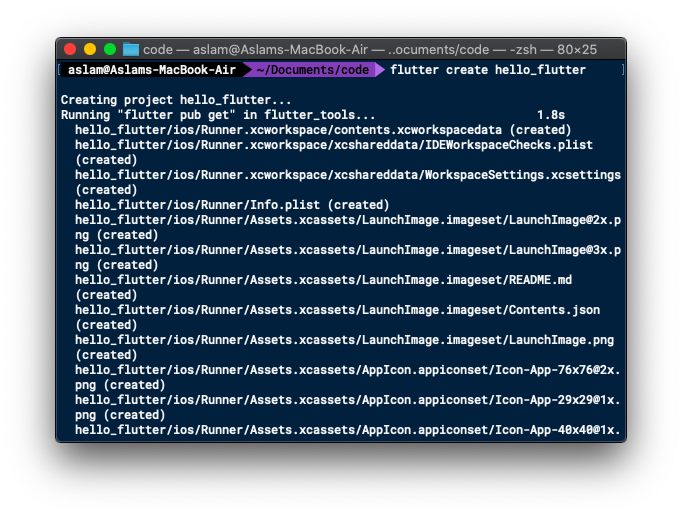 code — aslam@Aslams-MacBook-Air — ..ocuments/code — -zsh — 80×25
[ aslam@Aslams-MacBook-Air ~/Documents/code flutter create hello_flutter ]
Creating project hello_flutter...
Running "flutter pub get" in flutter_tools... 1.8s
hello_flutter/ios/Runner.xcworkspace/contents.xcworkspacedata (created)
hello_flutter/ios/Runner.xcworkspace/xcshareddata/IDEWorkspaceChecks.plist
(created)
hello_flutter/ios/Runner.xcworkspace/xcshareddata/WorkspaceSettings.xcsettings
(created)
hello_flutter/ios/Runner/Info.plist (created)
hello_flutter/ios/Runner/Assets.xcassets/LaunchImage.imageset/LaunchImage@2x.p
ng (created)
hello_flutter/ios/Runner/Assets.xcassets/LaunchImage.imageset/LaunchImage@3x.p
ng (created)
hello_flutter/ios/Runner/Assets.xcassets/LaunchImage.imageset/README.md
(created)
hello_flutter/ios/Runner/Assets.xcassets/LaunchImage.imageset/Contents.json
(created)
hello_flutter/ios/Runner/Assets.xcassets/LaunchImage.imageset/LaunchImage.png
(created)
hello_flutter/ios/Runner/Assets.xcassets/AppIcon.appiconset/Icon-App-76x76@2x.
png (created)
hello_flutter/ios/Runner/Assets.xcassets/AppIcon.appiconset/Icon-App-29x29@1x.
png (created)
hello_flutter/ios/Runner/Assets.xcassets/AppIcon.appiconset/Icon-App-40x40@1x.